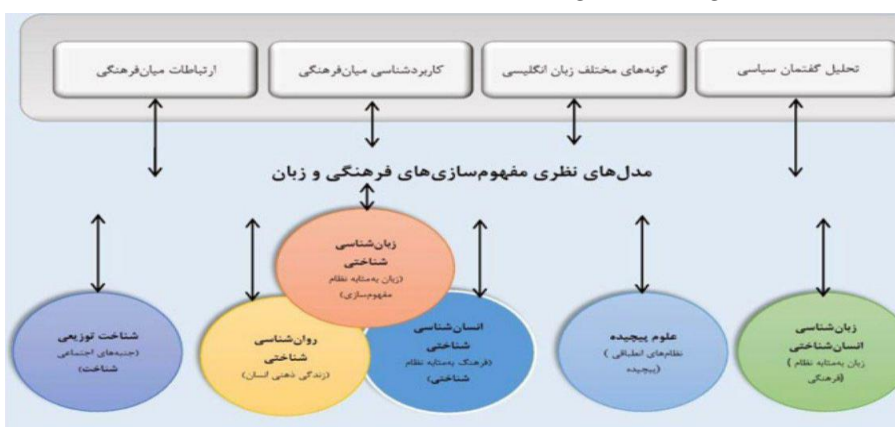 تحلیل گفتمان سیاسی
گونه‌های مختلف زبان انگلیسی
کاربردشناسی میان‌فرهنگی
ارتباطات میان‌فرهنگی
مدل‌های نظری مفهوم‌سازی‌های فرهنگی و زبان
زبان‌شناسی
شناختی
(زبان به‌مثابه نظام
مفهوم‌سازی)
زبان‌شناسی
انسان‌شناختی
زبان به‌مثابه نظام )
(فرهنگی
علوم پیچیده
نظام‌های انطباقی )
(پیچیده
انسان‌شناسی
شناختی
(فرهنگ به‌مثابه نظام
شناختی)
روان‌شناسی
شناختی
(زندگی ذهنی انسان)
شناخت توزیعی
(جنبه‌های اجتماعی
شناخت)